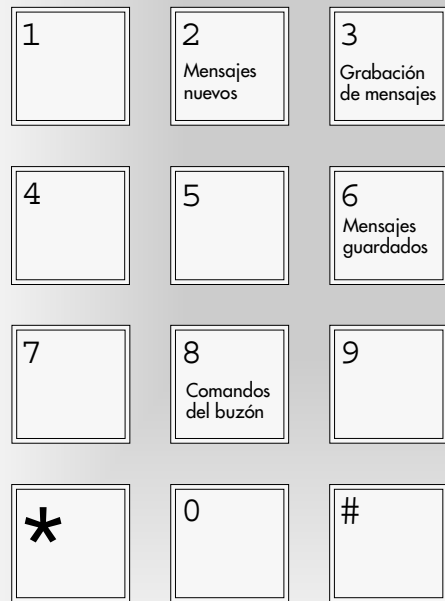 1
2
Mensajes
nuevos
3
Grabación
de mensajes
4
5
6
Mensajes
guardados
7
8
Comandos
del buzón
9
*
0
#